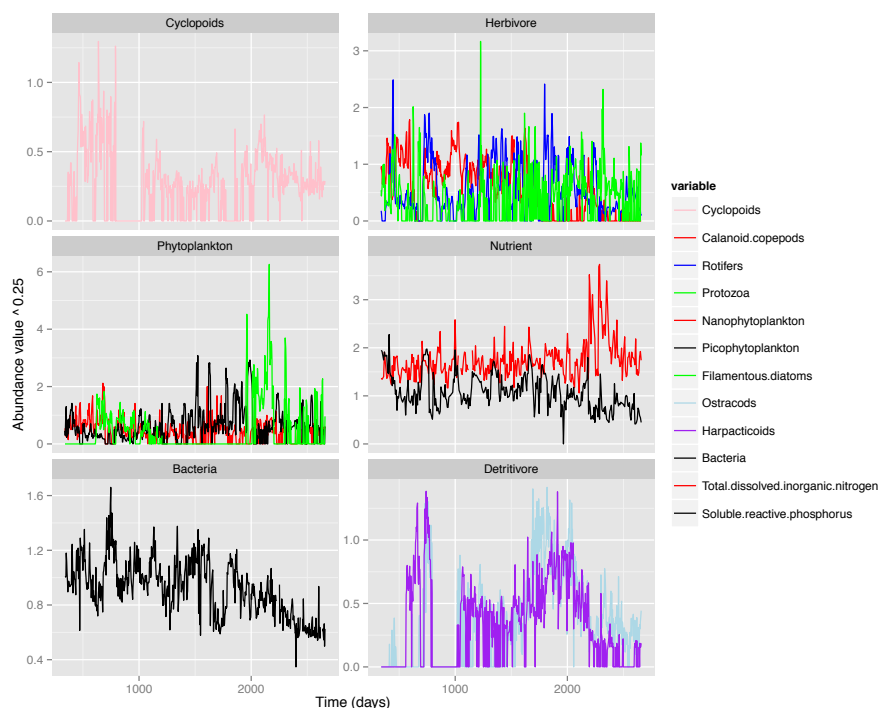 Cyclopoids
Herbivore
1.0
0.5
0.0
3
2
1
0
Phytoplankton
Nutrient
6
4
2
0
3
2
1
0
Bacteria
Detritivore
1.6
1.2
0.8
0.4
1.0
0.5
0.0
1000
2000
1000
2000
Time (days)
Abundance value ^ 0.25
variable
Cyclopoids
Calanoid.copepods
Rotifers
Protozoa
Nanophytoplankton
Picophytoplankton
Filamentous.diatoms
Ostracods
Harpacticoids
Bacteria
Total.dissolved.inorganic.nitrogen
Soluble.reactive.phosphorus